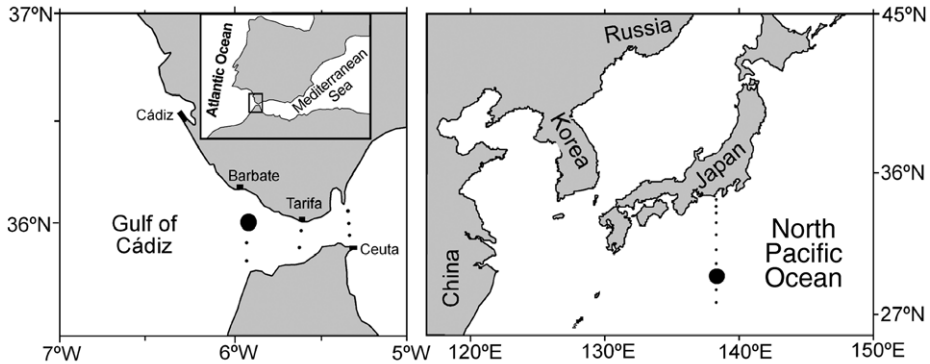 37ºN
36ºN
7ºW
6ºW
5ºW
Atlantic Ocean
Mediterranean
Sea
Cádiz
Barbate
Tarifa
Ceuta
Gulf of
Cádiz
45ºN
36ºN
27ºN
120ºE
130ºE
140ºE
150ºE
Russia
Korea
Japan
China
North
Pacific
Ocean